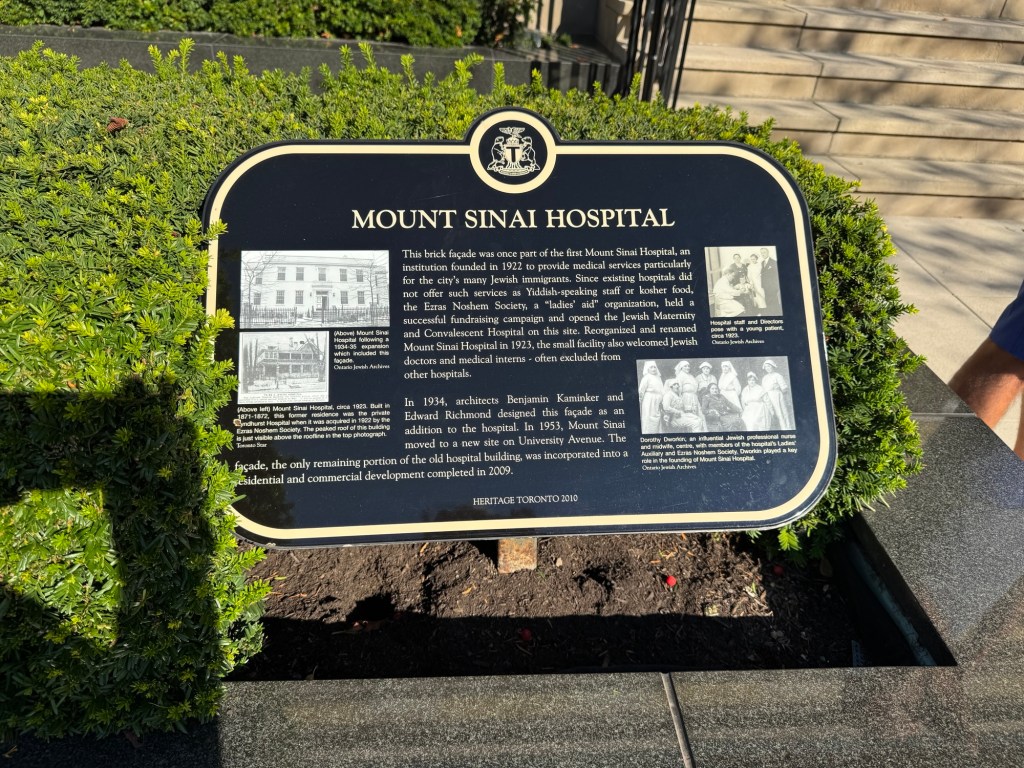 MOUNT SINAI HOSPITAL
This brick façade was once part of the first Mount Sinai Hospital, an
institution founded in 1922 to provide medical services particularly
for the city's many Jewish immigrants. Since existing hospitals did
not offer such services as Yiddish-speaking staff or kosher food,
the Ezras Noshem Society, a "ladies' aid" organization, held a
successful fundraising campaign and opened the Jewish Maternity
and Convalescent Hospital on this site. Reorganized and renamed
Mount Sinai Hospital in 1923, the small facility also welcomed Jewish
doctors and medical interns - often excluded from
other hospitals.
In 1934, architects Benjamin Kaminker and
Edward Richmond designed this façade as an
addition to the hospital. In 1953, Mount Sinai
moved to a new site on University Avenue. The
façade, the only remaining portion of the old hospital building, was incorporated into a
residential and commercial development completed in 2009.
HERITAGE TORONTO 2010
(Above) Mount Sinai
Hospital following a
1934-35 expansion
which included this
façade.
Ontario Jewish Archives
(Above left) Mount Sinai Hospital, circa 1923. Built in
1871-1872, this former residence was the private
Lyndhurst Hospital when it was acquired in 1922 by the
Ezras Noshem Society. The peaked roof of this building
is just visible above the roofline in the top photograph.
Toronto Star
Hospital staff and Directors
pose with a young patient,
circa 1923.
Ontario Jewish Archives
Dorothy Dworkin, an influential Jewish professional nurse
and midwife, centre, with members of the hospital's Ladies'
Auxiliary and Ezras Noshem Society. Dworkin played a key
role in the founding of Mount Sinai Hospital.
Ontario Jewish Archives